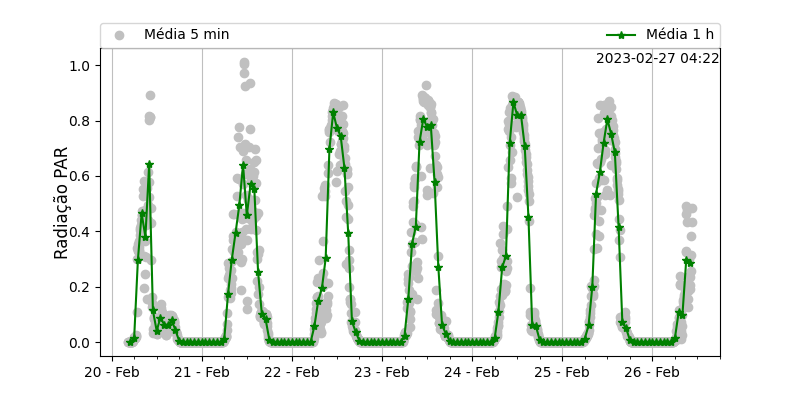 Média 5 min
Média 1 h
2023-02-27 04:22
Radiação PAR
1.0
0.8
0.6
0.4
0.2
0.0
20 - Feb
21 - Feb
22 - Feb
23 - Feb
24 - Feb
25 - Feb
26 - Feb